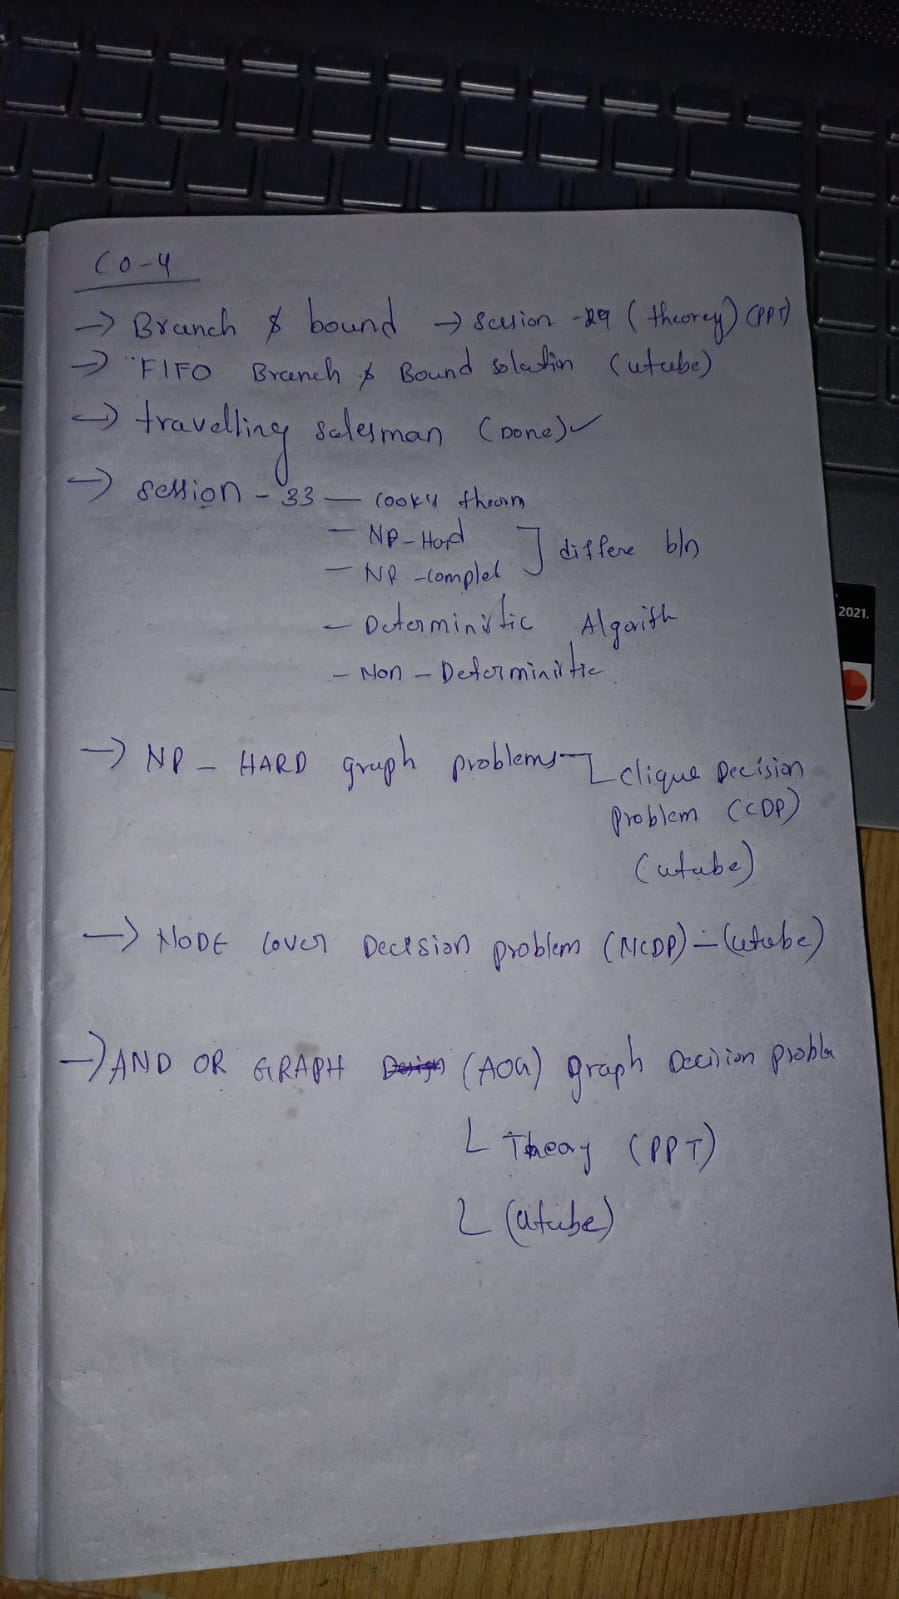 CO-4
→ Branch & bound → session -29 (theorey) (PPT)
→ "FIFO Branch & Bound solution (utube)
→ travelling salesman (Done)✓
→ session - 33 — cooky theorm
— NP-Hard ] differe b/n
— NP-complet
— Deterministic Algorith
— Non - Deterministic
→ NP - HARD graph problems - clique Decision
problem (CDP)
(utube)
→ NODE cover Decision problem (NCDP) - (utube)
→ AND OR GRAPH Design (AOG) graph Decision proble
Theory (PPT)
(utube)
2021.